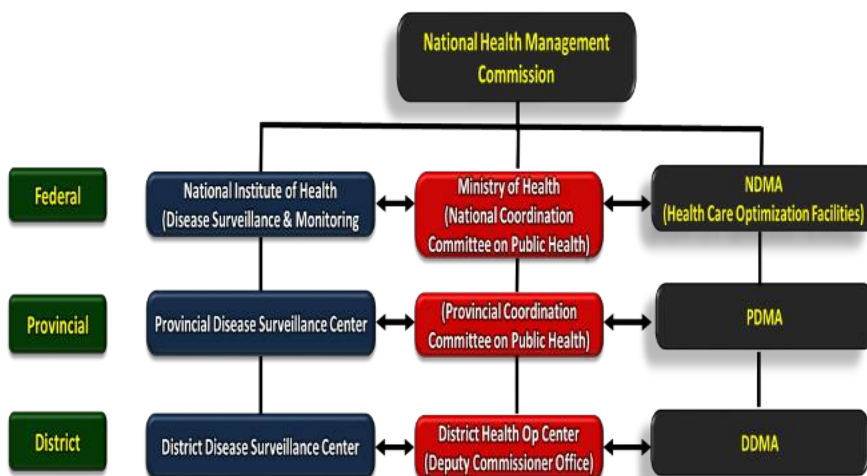 National Health Management
Commission
Federal
National Institute of Health
(Disease Surveillance & Monitoring
Ministry of Health
(National Coordination
Committee on Public Health)
NDMA
(Health Care Optimization Facilities)
Provincial
Provincial Disease Surveillance Center
(Provincial Coordination
Committee on Public Health)
PDMA
District
District Disease Surveillance Center
District Health Op Center
(Deputy Commissioner Office)
DDMA